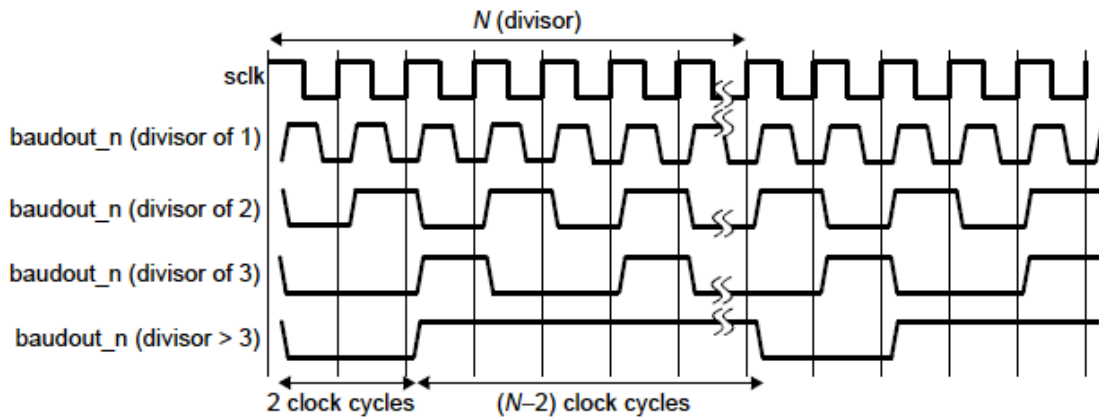 N (divisor)
sclk
baudout_n (divisor of 1)
baudout_n (divisor of 2)
baudout_n (divisor of 3)
baudout_n (divisor > 3)
2 clock cycles
(N–2) clock cycles